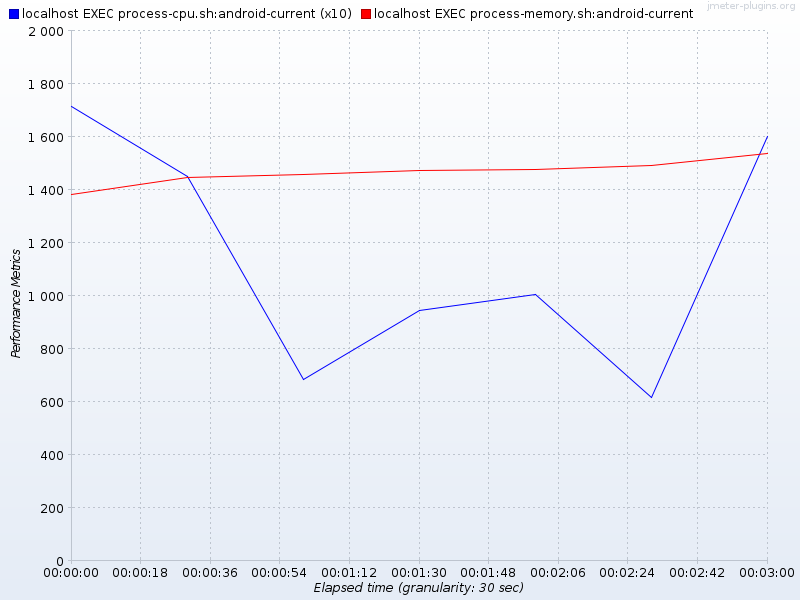 localhost EXEC process-cpu.sh:android-current (x10) localhost EXEC process-memory.sh:android-current
jmeter-plugins.org
2 000
1 800
1 600
1 400
1 200
1 000
800
600
400
200
0
Performance Metrics
00:00:00 00:00:18 00:00:36 00:00:54 00:01:12 00:01:30 00:01:48 00:02:06 00:02:24 00:02:42 00:03:00
Elapsed time (granularity: 30 sec)